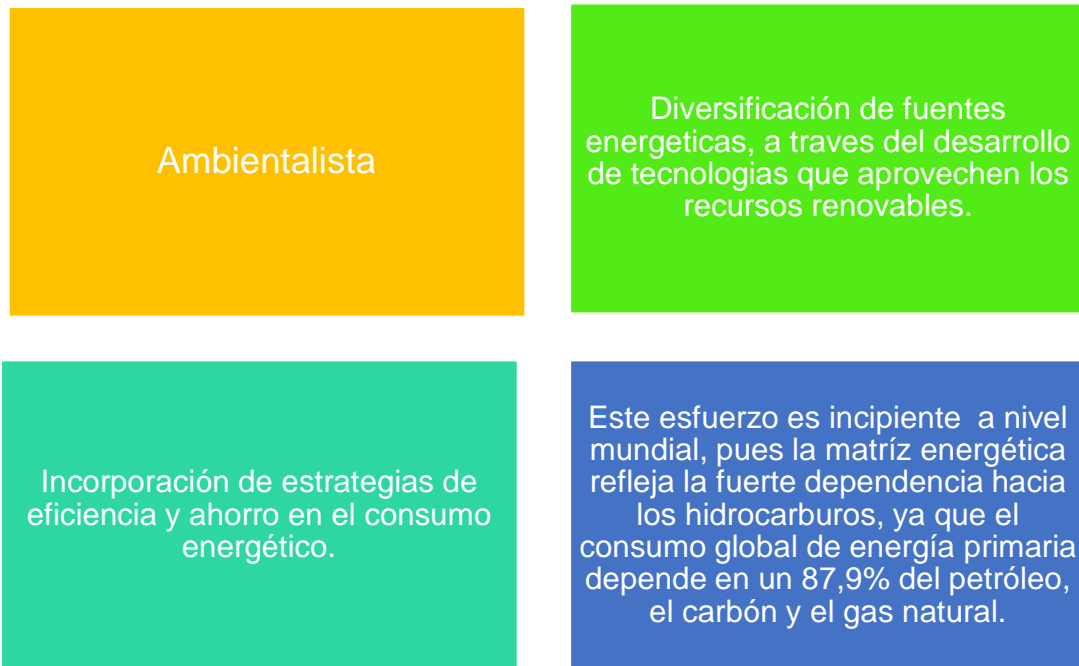 Ambientalista
Diversificación de fuentes
energeticas, a traves del desarrollo
de tecnologias que aprovechen los
recursos renovables.
Incorporación de estrategias de
eficiencia y ahorro en el consumo
energético.
Este esfuerzo es incipiente  a nivel
mundial, pues la matríz energética
refleja la fuerte dependencia hacia
los hidrocarburos, ya que el
consumo global de energía primaria
depende en un 87,9% del petróleo,
el carbón y el gas natural.